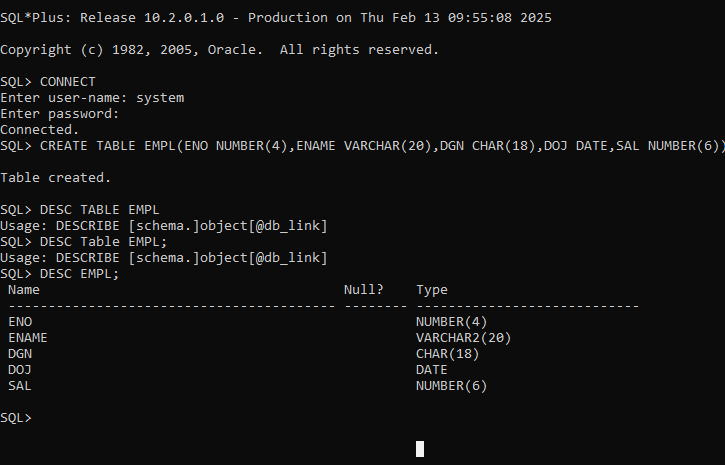 SQL*Plus: Release 10.2.0.1.0 - Production on Thu Feb 13 09:55:08 2025
Copyright (c) 1982, 2005, Oracle.  All rights reserved.
SQL> CONNECT
Enter user-name: system
Enter password:
Connected.
SQL> CREATE TABLE EMPL(ENO NUMBER(4),ENAME VARCHAR(20),DGN CHAR(18),DOJ DATE,SAL NUMBER(6))
Table created.
SQL> DESC TABLE EMPL
Usage: DESCRIBE [schema.]object[@db_link]
SQL> DESC Table EMPL;
Usage: DESCRIBE [schema.]object[@db_link]
SQL> DESC EMPL;
 Name                                      Null?    Type
 ----------------------------------------- -------- ----------------------------
 ENO                                                NUMBER(4)
 ENAME                                              VARCHAR2(20)
 DGN                                                CHAR(18)
 DOJ                                                DATE
 SAL                                                NUMBER(6)
SQL>